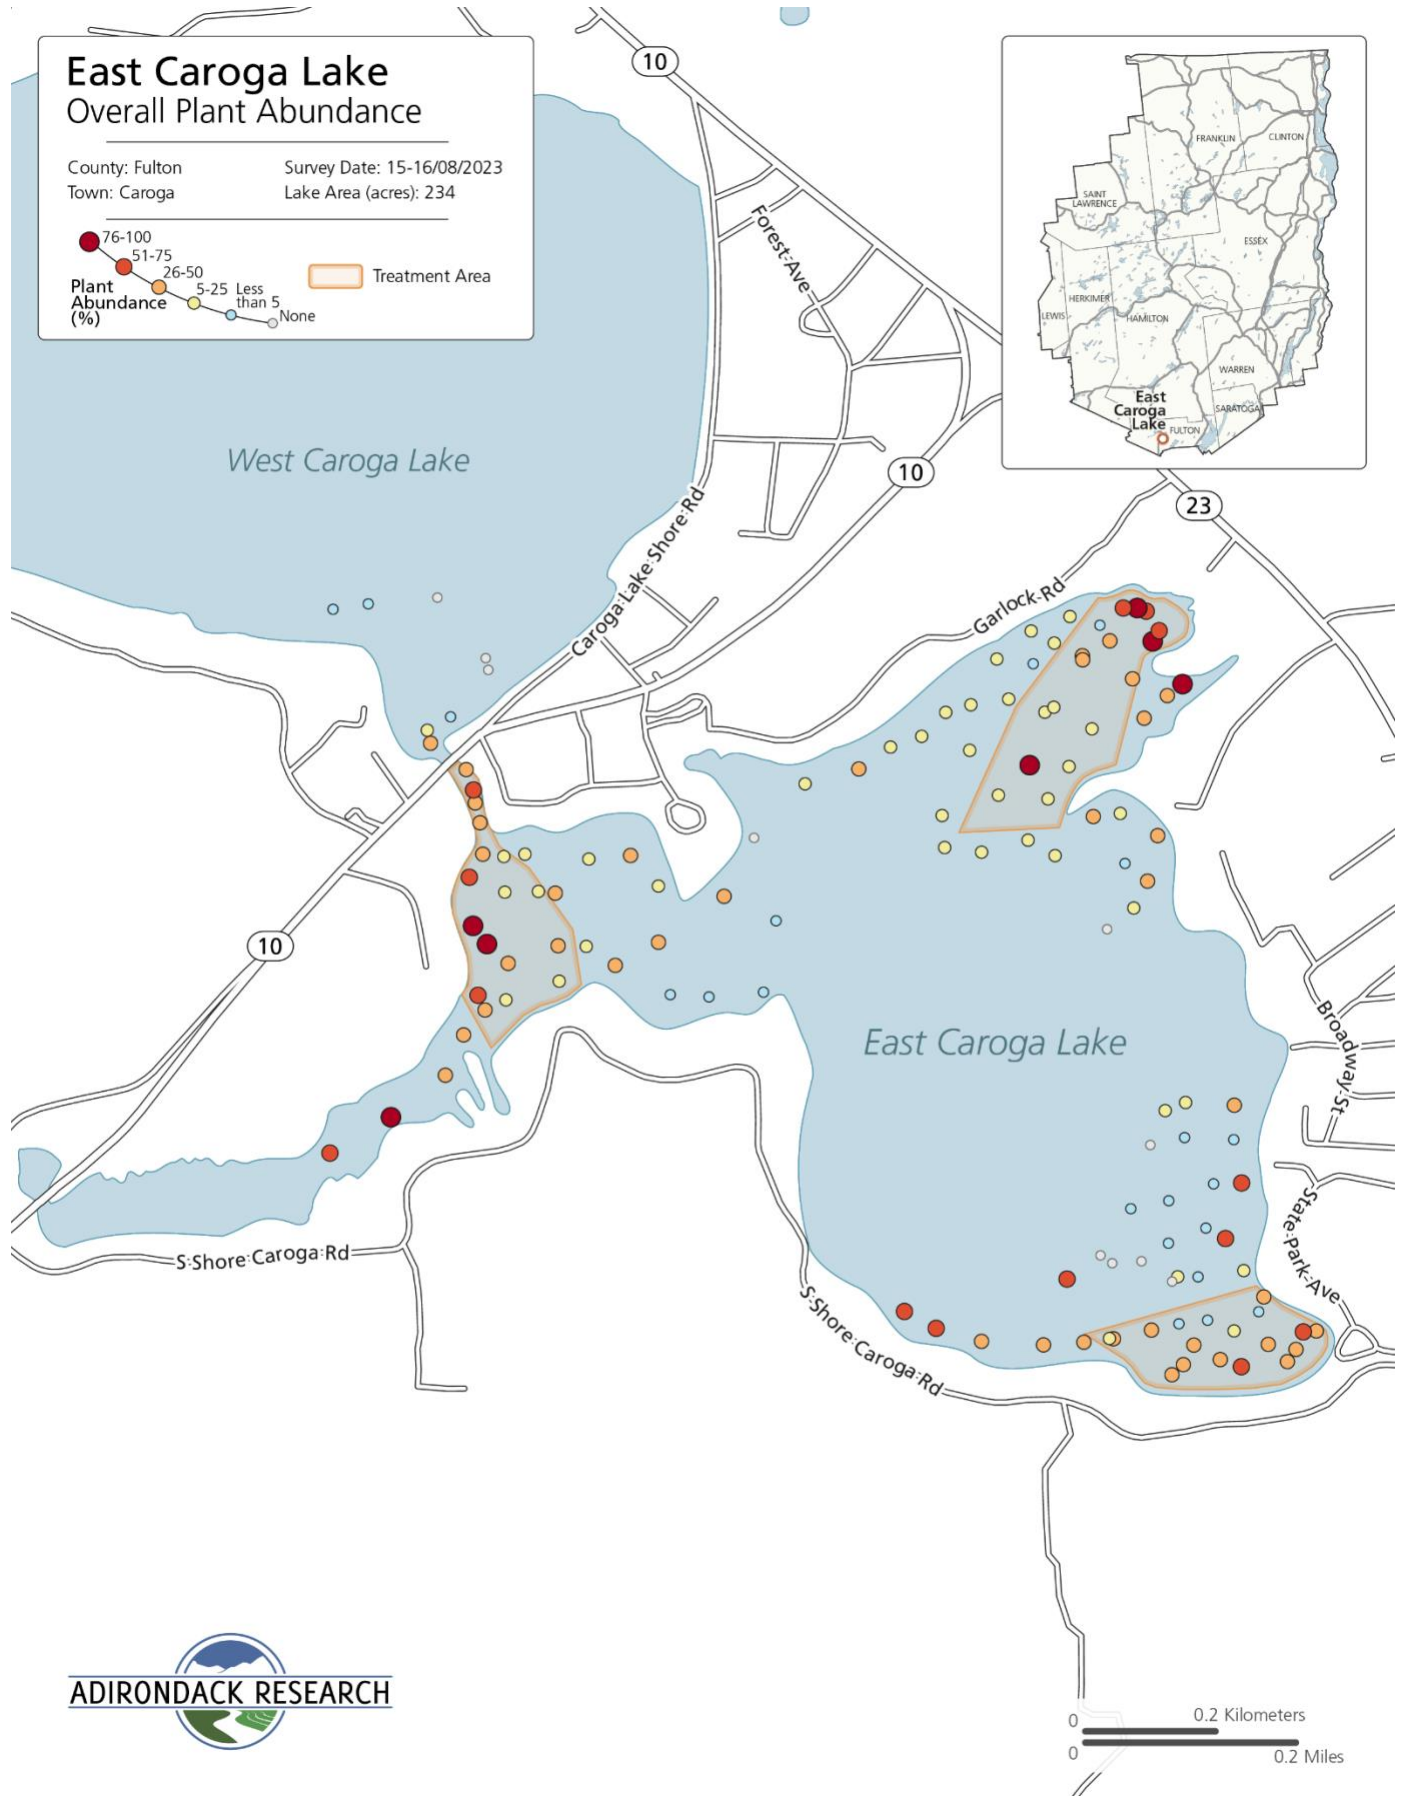 East Caroga Lake
Overall Plant Abundance
County: Fulton
Survey Date: 15-16/08/2023
Town: Caroga
Lake Area (acres): 234
76-100
51-75
26-50
5-25
Less
than 5
None
Plant
Abundance
(%)
Treatment Area
10
FRANKLIN
CLINTON
SAINT
LAWRENCE
ESSEX
HERKIMER
LEWIS
HAMILTON
WARREN
East
Caroga
Lake
SARATOGA
FULTON
Forest Ave
West Caroga Lake
10
23
Caroga Lake Shore Rd
Garlock Rd
10
East Caroga Lake
Broadway St
State Park Ave
S Shore Caroga Rd
S Shore Caroga Rd
ADIRONDACK RESEARCH
0
0.2 Kilometers
0
0.2 Miles